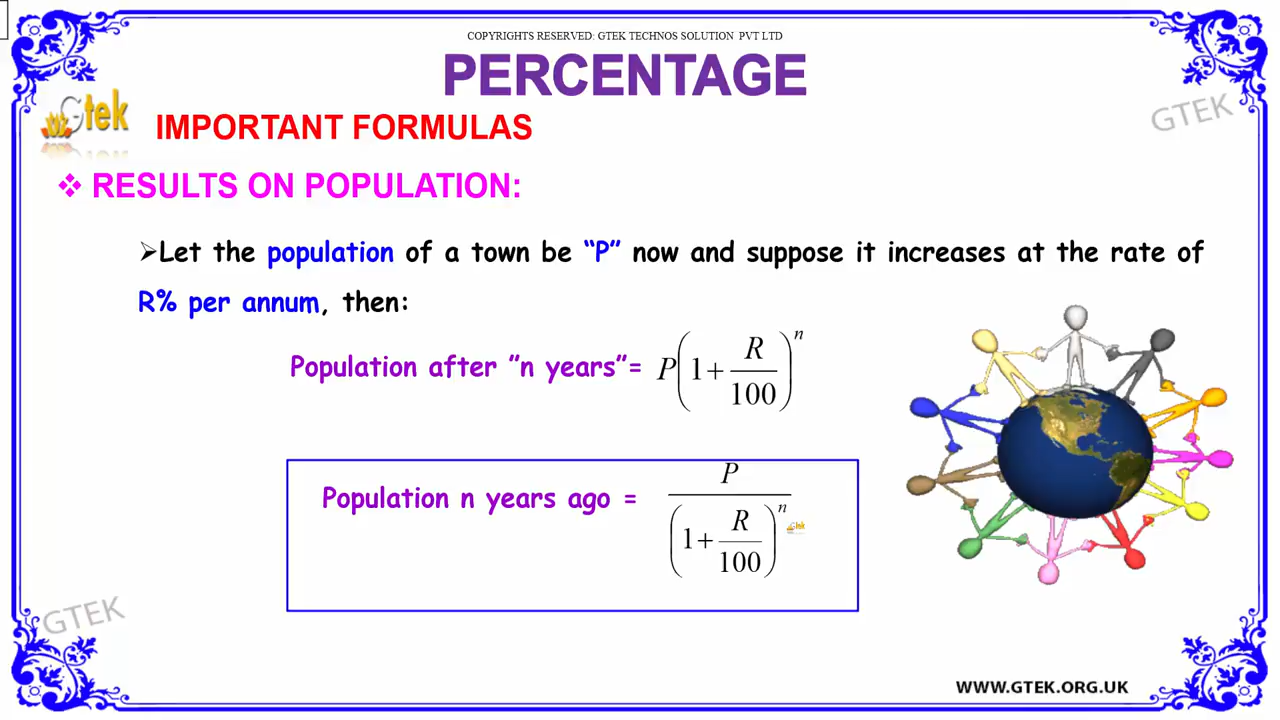 COPYRIGHTS RESERVED: GTEK TECHNOS SOLUTION PVT LTD
PERCENTAGE
Gtek
GTEK
IMPORTANT FORMULAS
❖ RESULTS ON POPULATION:
➢Let the population of a town be “P” now and suppose it increases at the rate of
R% per annum, then:
Population after ”n years”= P(1+R/100)^n
Population n years ago = P/(1+R/100)^n
GTEK
WWW.GTEK.ORG.UK